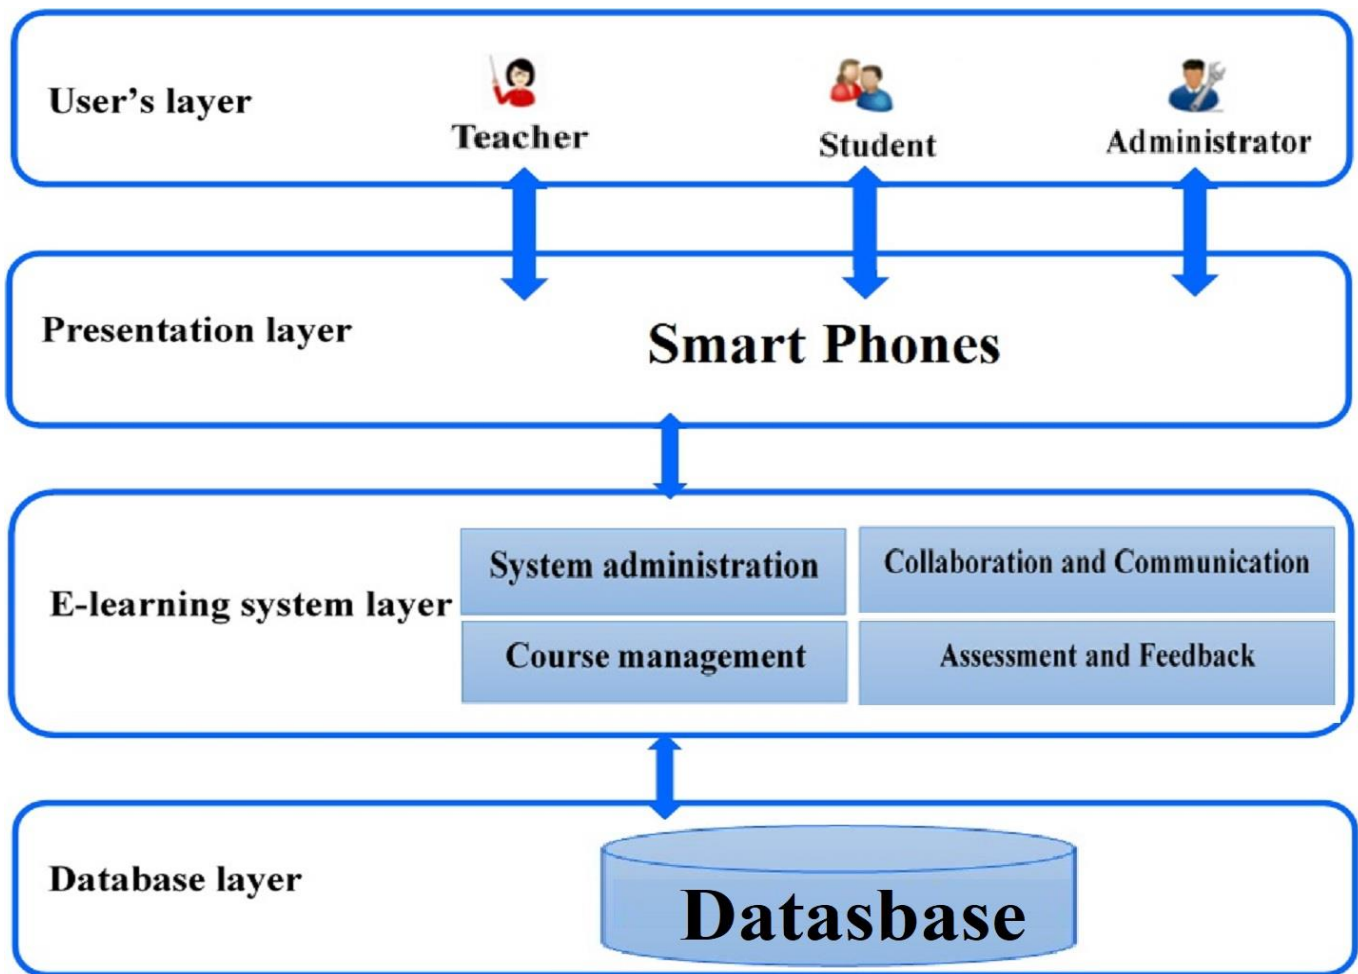 User’s layer
Teacher
Student
Administrator
Presentation layer
Smart Phones
E-learning system layer
System administration
Collaboration and Communication
Course management
Assessment and Feedback
Database layer
Datasbase